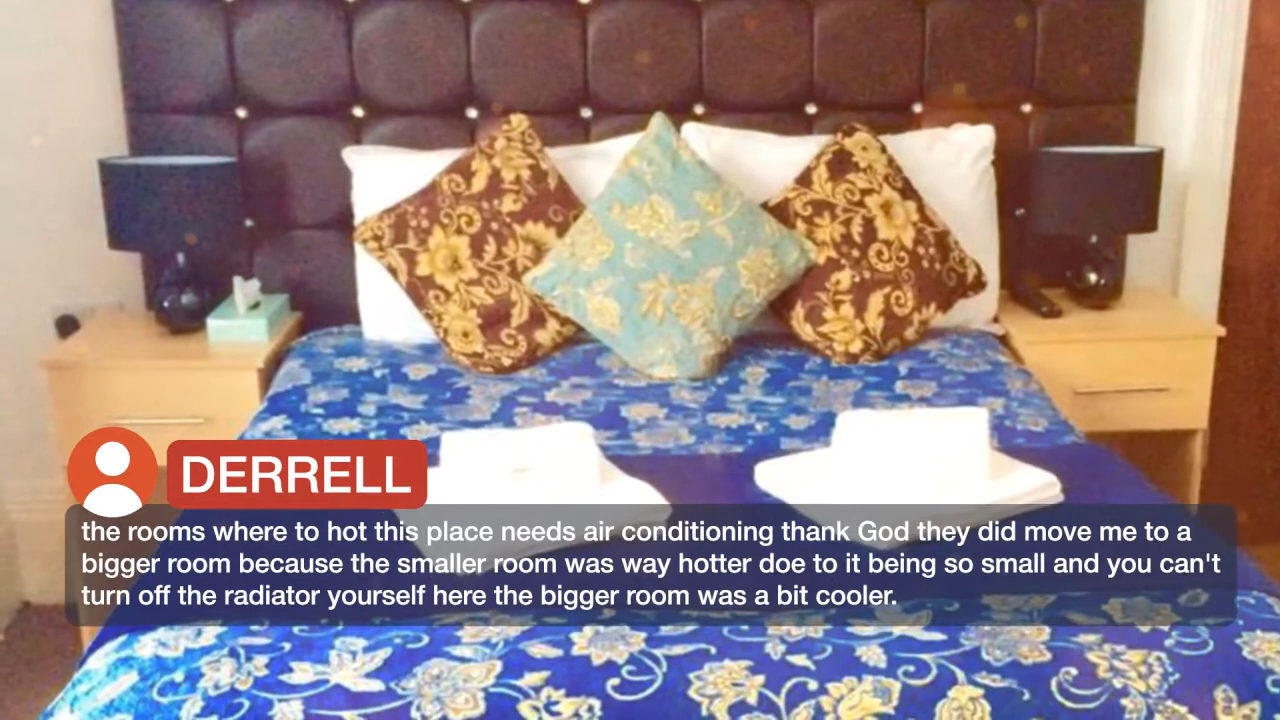 DERRELL
the rooms where to hot this place needs air conditioning thank God they did move me to a
bigger room because the smaller room was way hotter doe to it being so small and you can't
turn off the radiator yourself here the bigger room was a bit cooler.